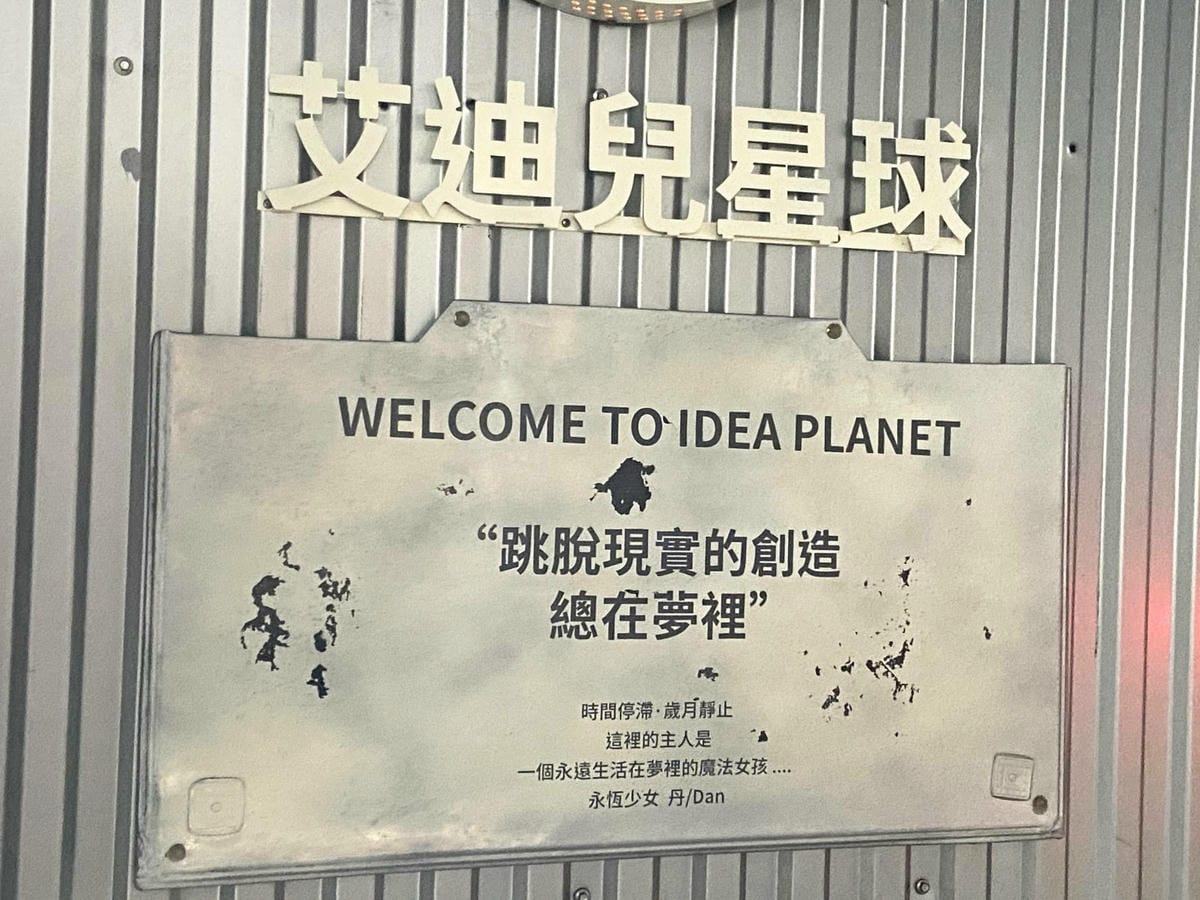 艾迪兒星球
WELCOME TO IDEA PLANET
“跳脫現實的創造
總在夢裡”
時間停滯·歲月靜止
這裡的主人是
一個永遠生活在夢裡的魔法女孩 ....
永恆少女 丹/Dan